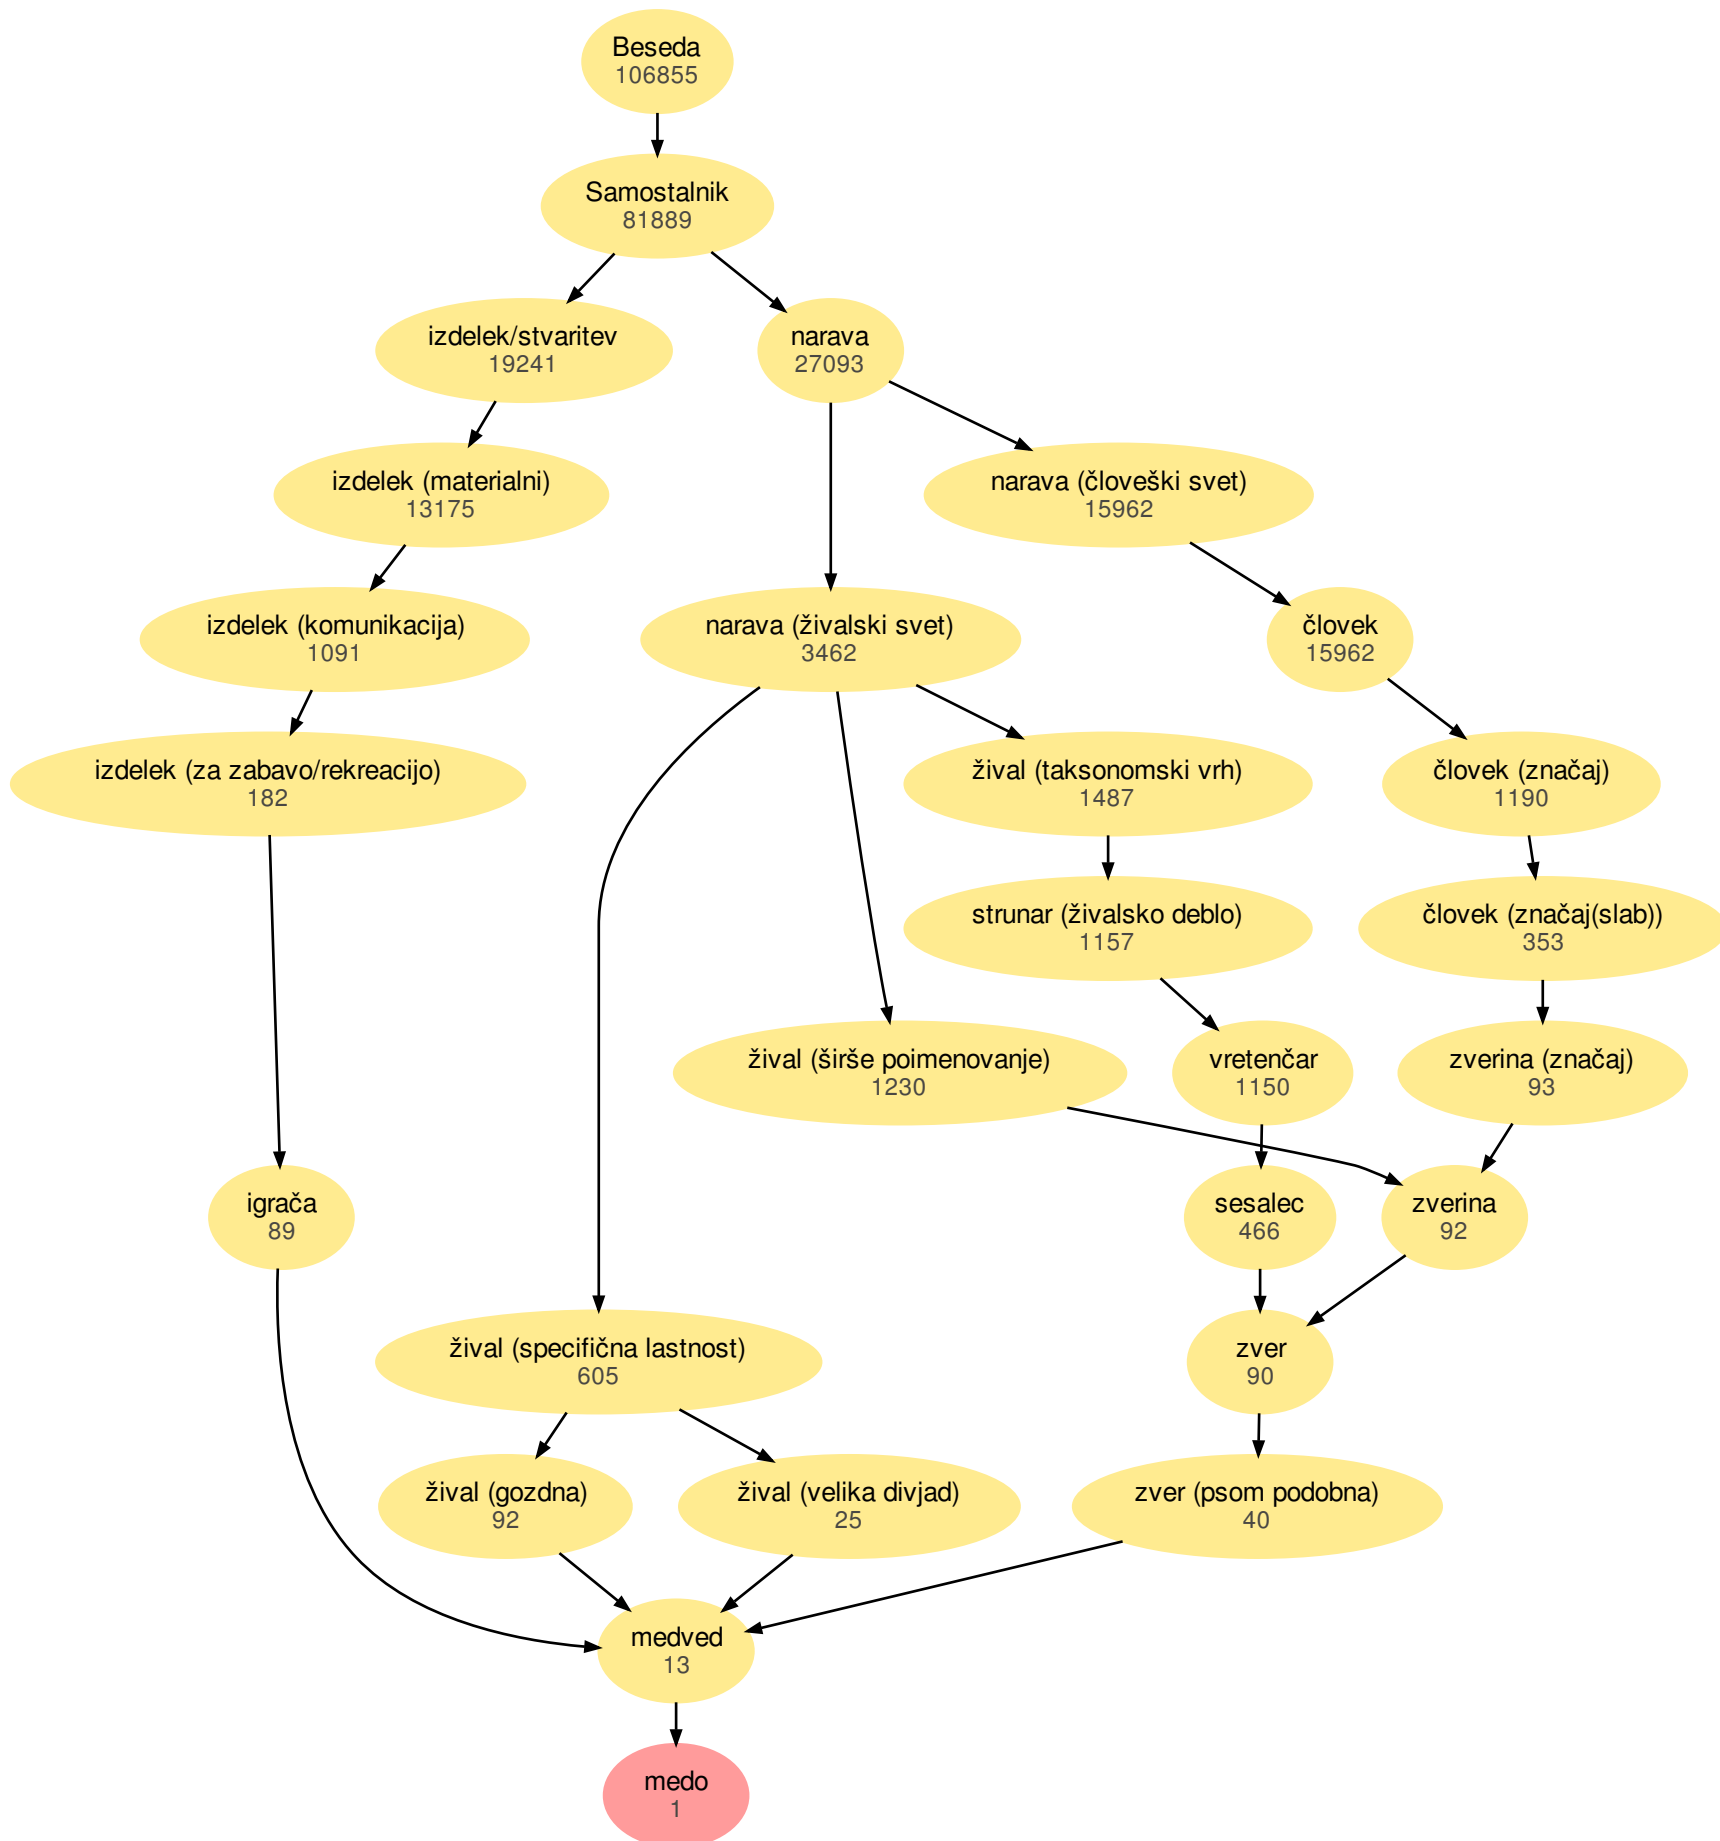 Beseda
106855
Samostalnik
81889
izdelek/stvaritev
19241
narava
27093
izdelek (materialni)
13175
narava (človeški svet)
15962
izdelek (komunikacija)
1091
narava (živalski svet)
3462
človek
15962
izdelek (za zabavo/rekreacijo)
182
žival (taksonomski vrh)
1487
človek (značaj)
1190
strunar (živalsko deblo)
1157
človek (značaj(slab))
353
žival (širše poimenovanje)
1230
vretenčar
1150
zverina (značaj)
93
igrača
89
sesalec
466
zverina
92
žival (specifična lastnost)
605
zver
90
žival (gozdna)
92
žival (velika divjad)
25
zver (psom podobna)
40
medved
13
medo
1